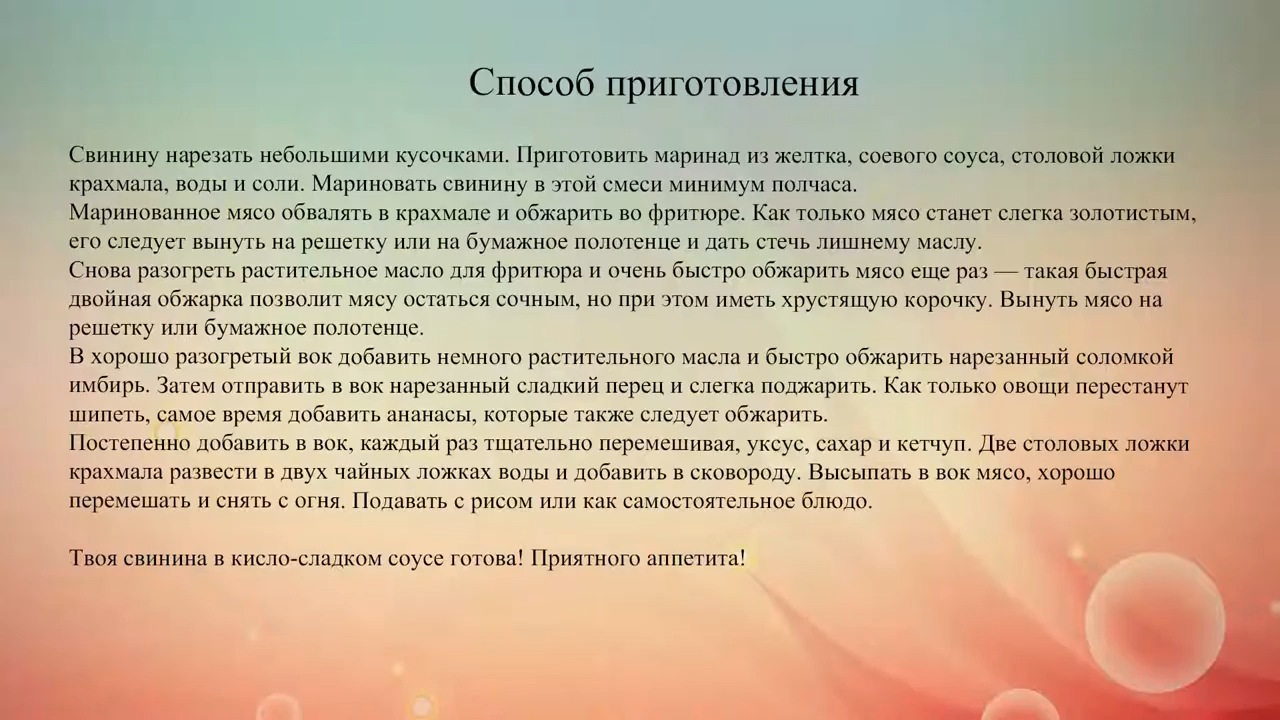 Способ приготовления
Свинину нарезать небольшими кусочками. Приготовить маринад из желтка, соевого соуса, столовой ложки
крахмала, воды и соли. Мариновать свинину в этой смеси минимум полчаса.
Маринованное мясо обвалять в крахмале и обжарить во фритюре. Как только мясо станет слегка золотистым,
его следует вынуть на решетку или на бумажное полотенце и дать стечь лишнему маслу.
Снова разогреть растительное масло для фритюра и очень быстро обжарить мясо еще раз — такая быстрая
двойная обжарка позволит мясу остаться сочным, но при этом иметь хрустящую корочку. Вынуть мясо на
решетку или бумажное полотенце.
В хорошо разогретый вок добавить немного растительного масла и быстро обжарить нарезанный соломкой
имбирь. Затем отправить в вок нарезанный сладкий перец и слегка поджарить. Как только овощи перестанут
шипеть, самое время добавить ананасы, которые также следует обжарить.
Постепенно добавить в вок, каждый раз тщательно перемешивая, уксус, сахар и кетчуп. Две столовых ложки
крахмала развести в двух чайных ложках воды и добавить в сковороду. Высыпать в вок мясо, хорошо
перемешать и снять с огня. Подавать с рисом или как самостоятельное блюдо.
Твоя свинина в кисло-сладком соусе готова! Приятного аппетита!